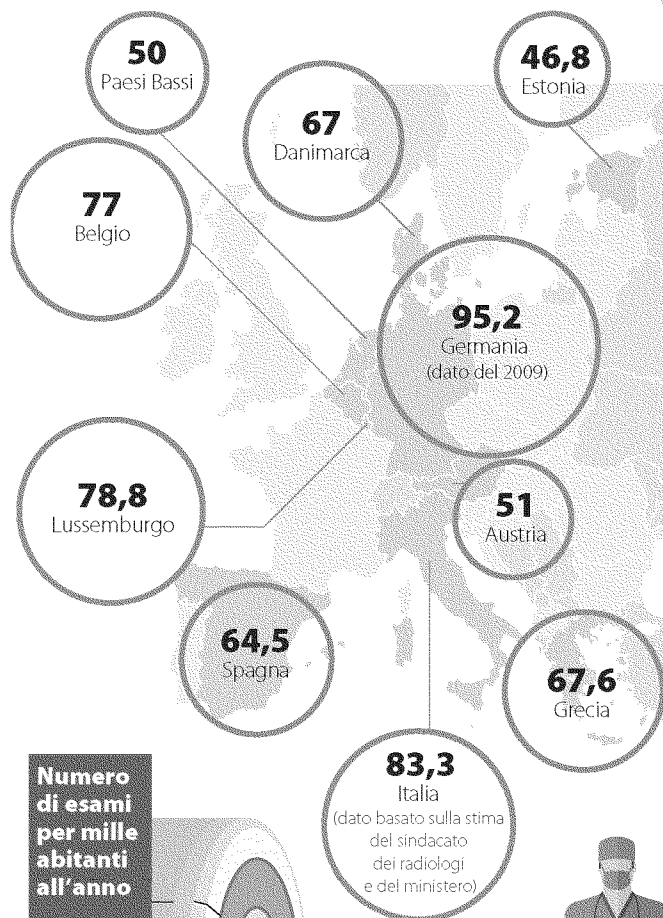 50
Paesi Bassi
46,8
Estonia
67
Danimarca
77
Belgio
95,2
Germania
(dato del 2009)
78,8
Lussemburgo
51
Austria
64,5
Spagna
67,6
Grecia
83,3
Italia
(dato basato sulla stima
del sindacato
dei radiologi
e del ministero)
Numero
di esami
per mille
abitanti
all'anno